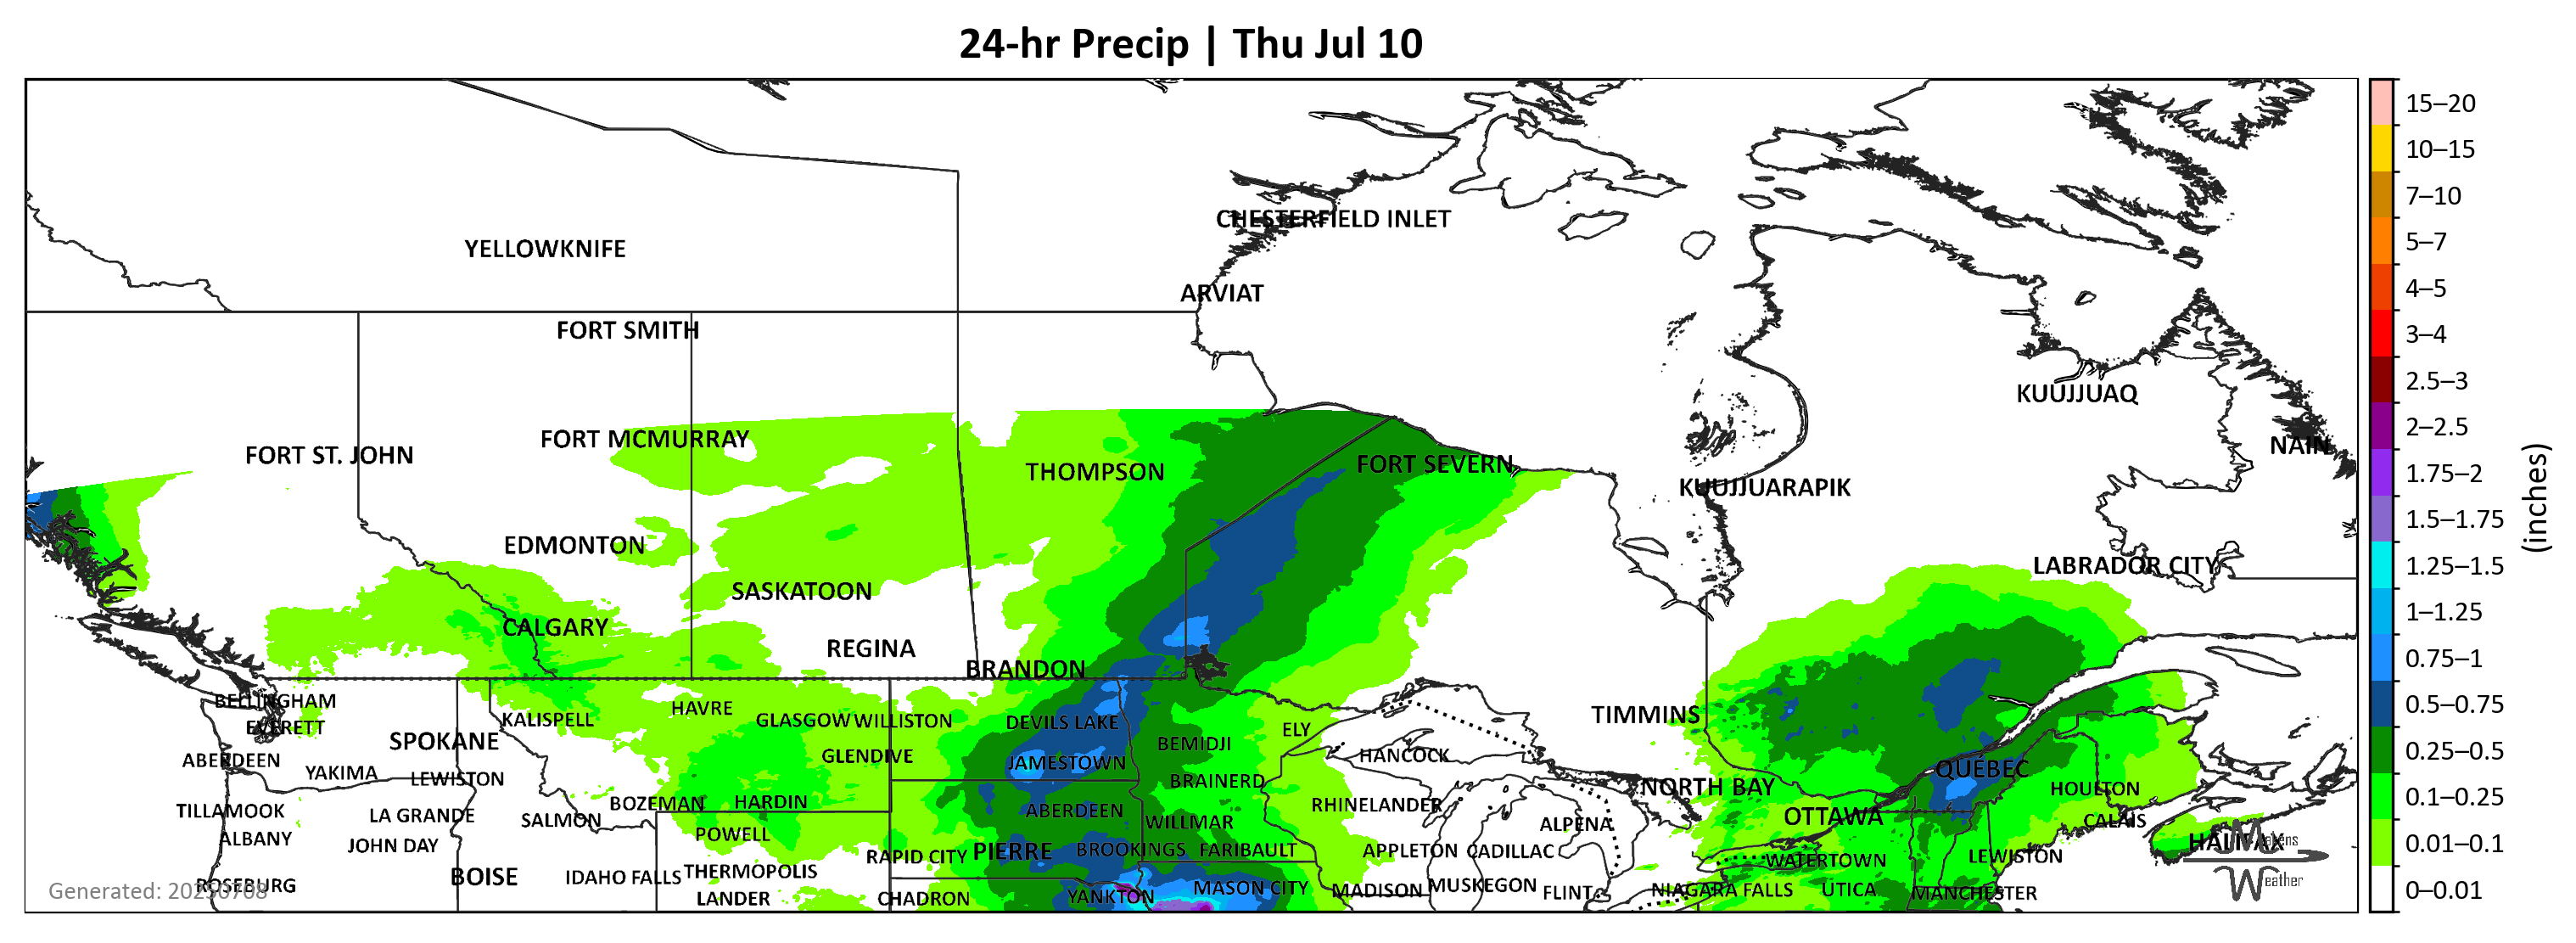 24-hr Precip | Thu Jul 10
15–20
10–15
7–10
5–7
4–5
3–4
2.5–3
2–2.5
1.75–2
1.5–1.75
1.25–1.5
1–1.25
0.75–1
0.5–0.75
0.25–0.5
0.1–0.25
0.01–0.1
0–0.01
(inches)
CHESTERFIELD INLET
YELLOWKNIFE
ARVIAT
FORT SMITH
KUUJJUAQ
FORT MCMURRAY
NAIN
FORT ST. JOHN
FORT SEVERN
THOMPSON
KUUJJUARAPIK
EDMONTON
LABRADOR CITY
SASKATOON
CALGARY
REGINA
BRANDON
BELLINGHAM
HAVRE
TIMMINS
KALISPELL
GLASGOW
WILLISTON
DEVILS LAKE
EVERETT
ELY
SPOKANE
BEMIDJI
GLENDIVE
HANCOCK
ABERDEEN
JAMESTOWN
QUÉBEC
YAKIMA
LEWISTON
BRAINERD
NORTH BAY
HOULTON
BOZEMAN
HARDIN
RHINELANDER
TILLAMOOK
LA GRANDE
ABERDEEN
SALMON
WILLMAR
OTTAWA
CALAIS
ALPENA
ALBANY
POWELL
JOHN DAY
HALIFAX
RAPID CITY
PIERRE
BROOKINGS
FARIBAULT
APPLETON
CADILLAC
WATERTOWN
LEWISTON
BOISE
IDAHO FALLS
THERMOPOLIS
ROSEBURG
YANKTON
MASON CITY
MADISON
MUSKEGON
FLINT
NIAGARA FALLS
UTICA
MANCHESTER
LANDER
CHADRON
Generated: 20250708
Matens
Weather